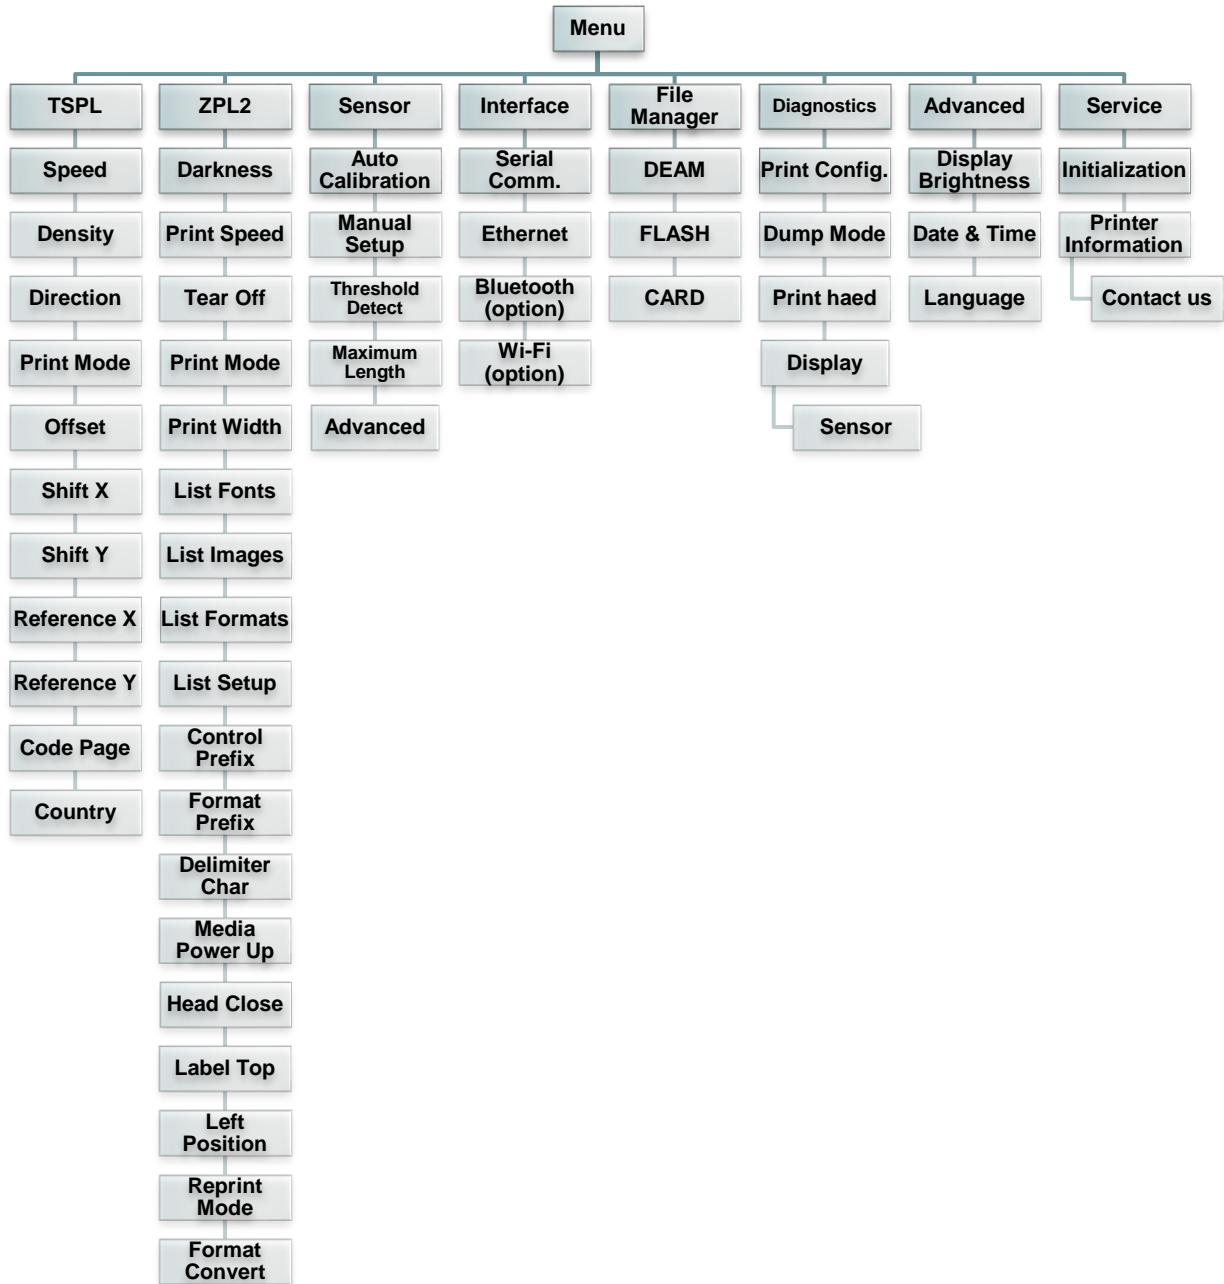 Menu
TSPL
Speed
Density
Direction
Print Mode
Offset
Shift X
Shift Y
Reference X
Reference Y
Code Page
Country
ZPL2
Darkness
Print Speed
Tear Off
Print Mode
Print Width
List Fonts
List Images
List Formats
List Setup
Control
Prefix
Format
Prefix
Delimiter
Char
Media
Power Up
Head Close
Label Top
Left
Position
Reprint
Mode
Format
Convert
Sensor
Auto
Calibration
Manual
Setup
Threshold
Detect
Maximum
Length
Advanced
Interface
Serial
Comm.
Ethernet
Bluetooth
(option)
Wi-Fi
(option)
File
Manager
DEAM
FLASH
CARD
Diagnostics
Print Config.
Dump Mode
Print haed
Display
Sensor
Advanced
Display
Brightness
Date & Time
Language
Service
Initialization
Printer
Information
Contact us